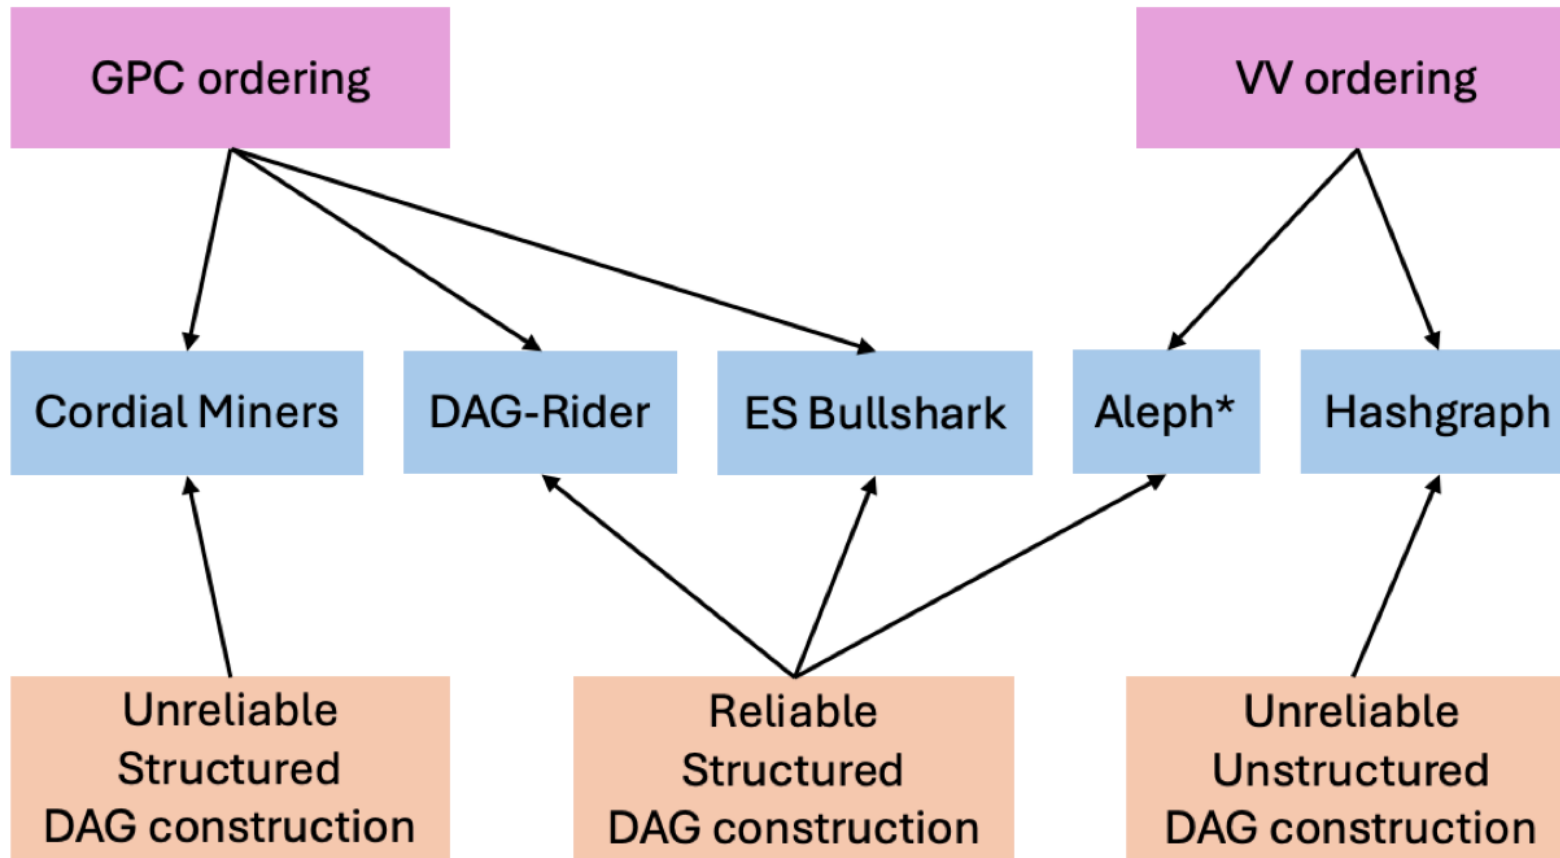 GPC ordering
VV ordering
Cordial Miners
DAG-Rider
ES Bullshark
Aleph*
Hashgraph
Unreliable
Structured
DAG construction
Reliable
Structured
DAG construction
Unreliable
Unstructured
DAG construction